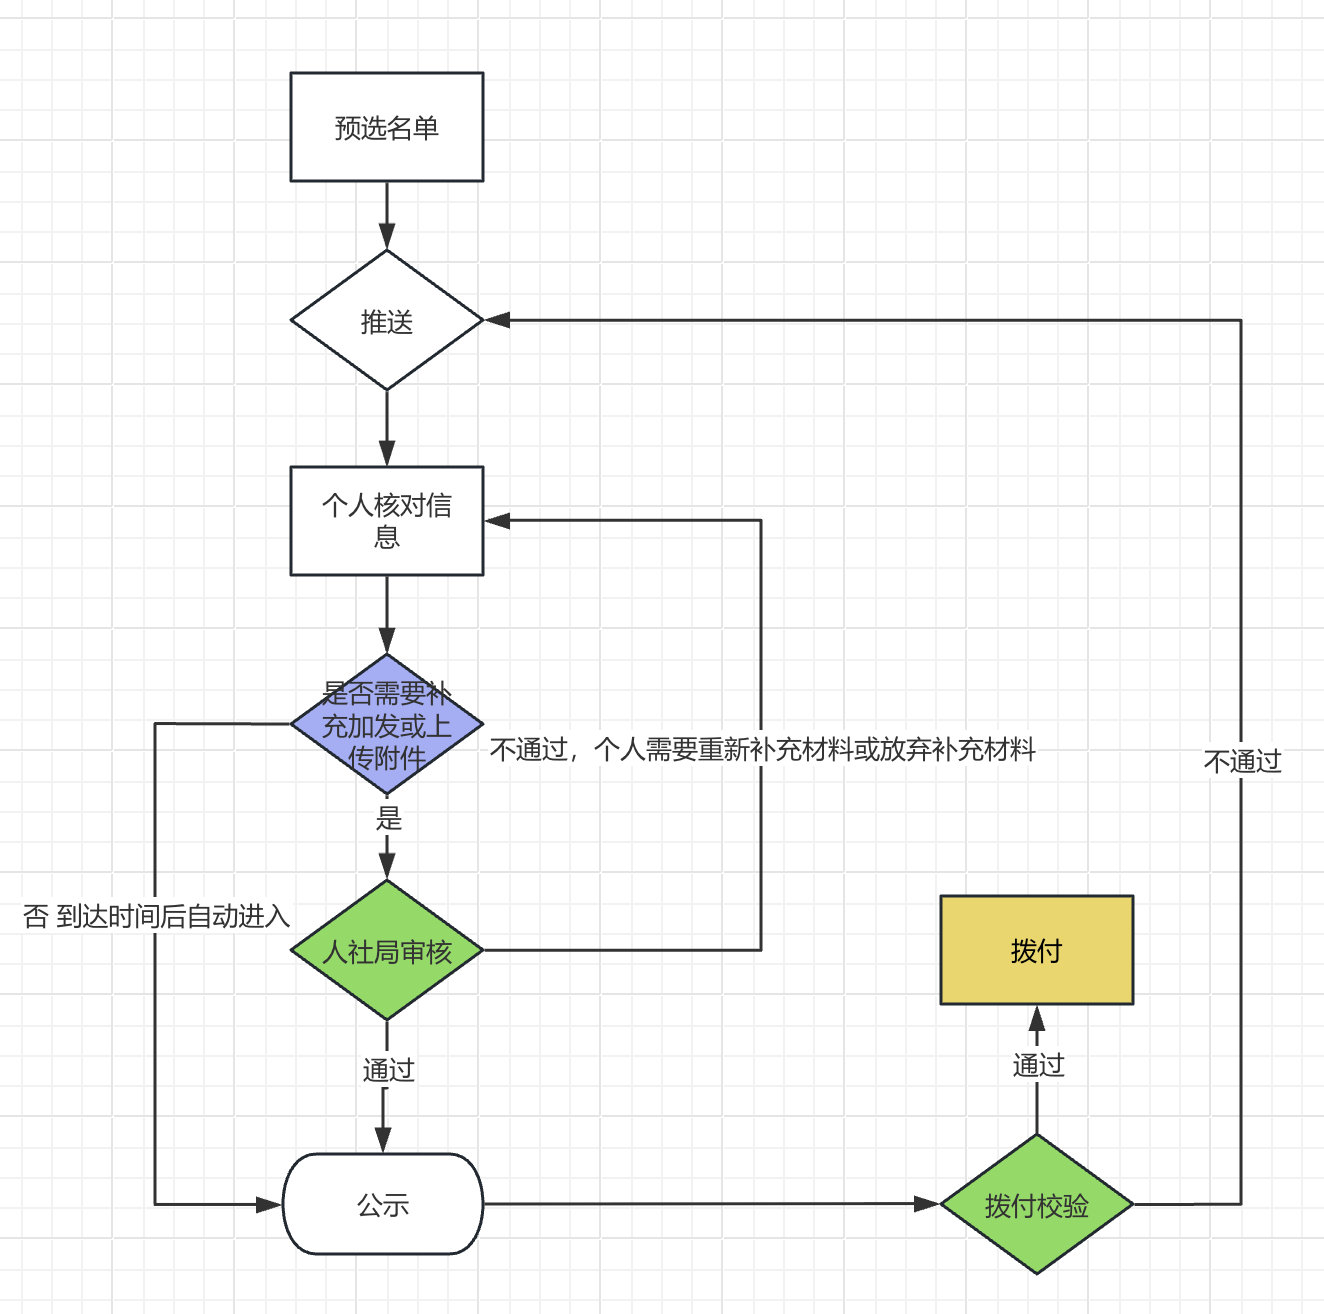 预选名单
推送
个人核对信
息
是否需要补
充加发或上
传附件
不通过，个人需要重新补充材料或放弃补充材料
不通过
是
否 到达时间后自动进入
人社局审核
拨付
通过
通过
公示
拨付校验